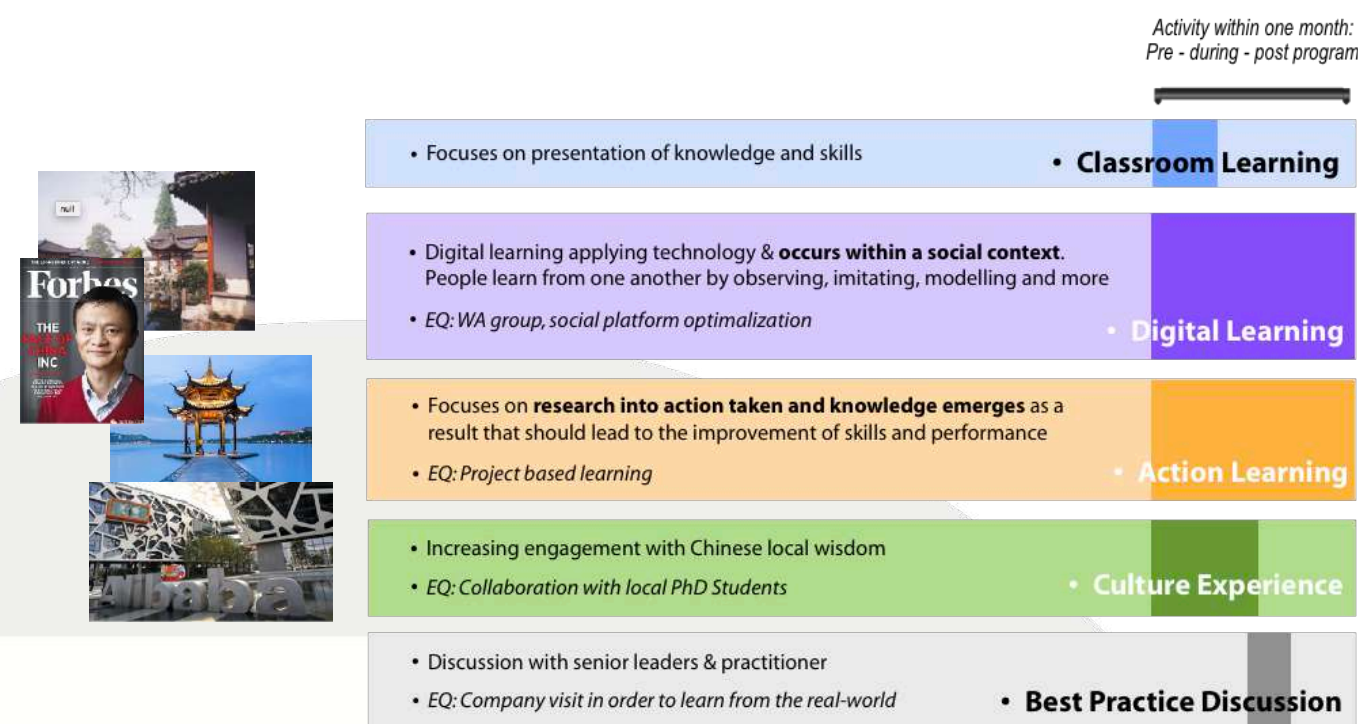 Activity within one month:
Pre - during - post program
• Focuses on presentation of knowledge and skills
• Classroom Learning
null
• Digital learning applying technology & occurs within a social context.
People learn from one another by observing, imitating, modelling and more
• EQ: WA group, social platform optimalization
• Digital Learning
Forbes
THE
INC
• Focuses on research into action taken and knowledge emerges as a
result that should lead to the improvement of skills and performance
• EQ: Project based learning
• Action Learning
• Increasing engagement with Chinese local wisdom
• EQ: Collaboration with local PhD Students
• Culture Experience
Alibaba
• Discussion with senior leaders & practitioner
• EQ: Company visit in order to learn from the real-world
• Best Practice Discussion